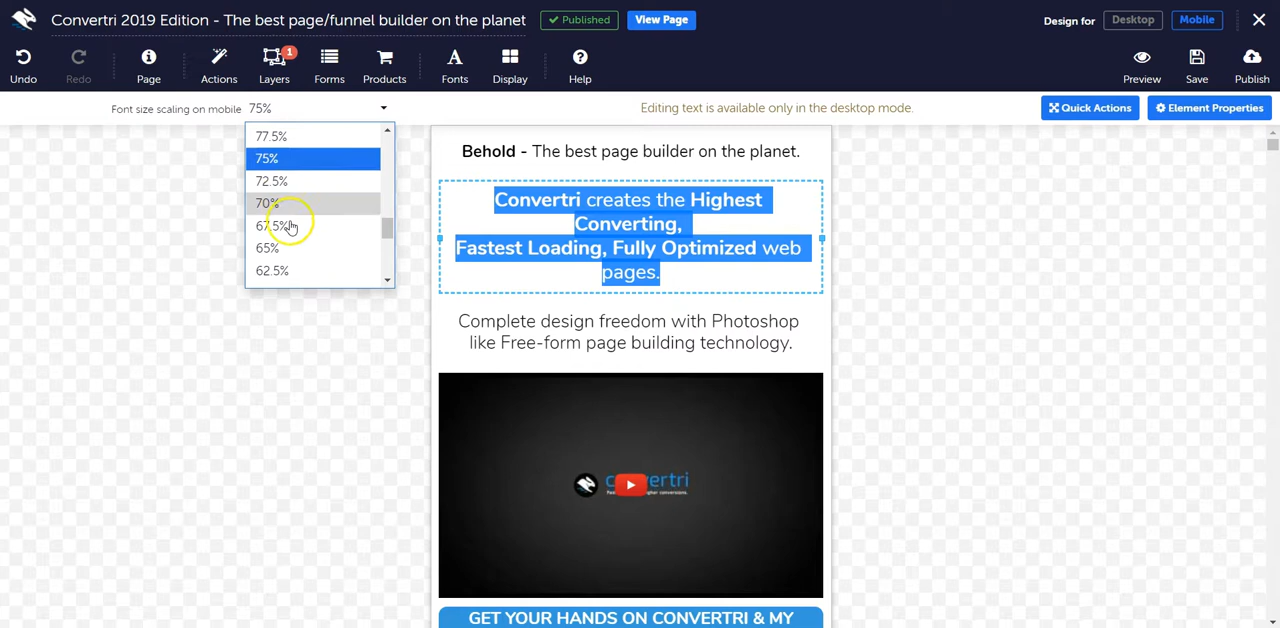 Convertri 2019 Edition - The best page/funnel builder on the planet
✓ Published
View Page
Design for
Desktop
Mobile
Undo
Redo
Page
Actions
1
Layers
Forms
Products
Fonts
Display
Help
Preview
Save
Publish
Font size scaling on mobile
75%
Editing text is available only in the desktop mode.
Quick Actions
Element Properties
77.5%
75%
72.5%
70%
67.5%
65%
62.5%
Behold - The best page builder on the planet.
Convertri creates the Highest
Converting,
Fastest Loading, Fully Optimized web
pages.
Complete design freedom with Photoshop
like Free-form page building technology.
GET YOUR HANDS ON CONVERTRI & MY